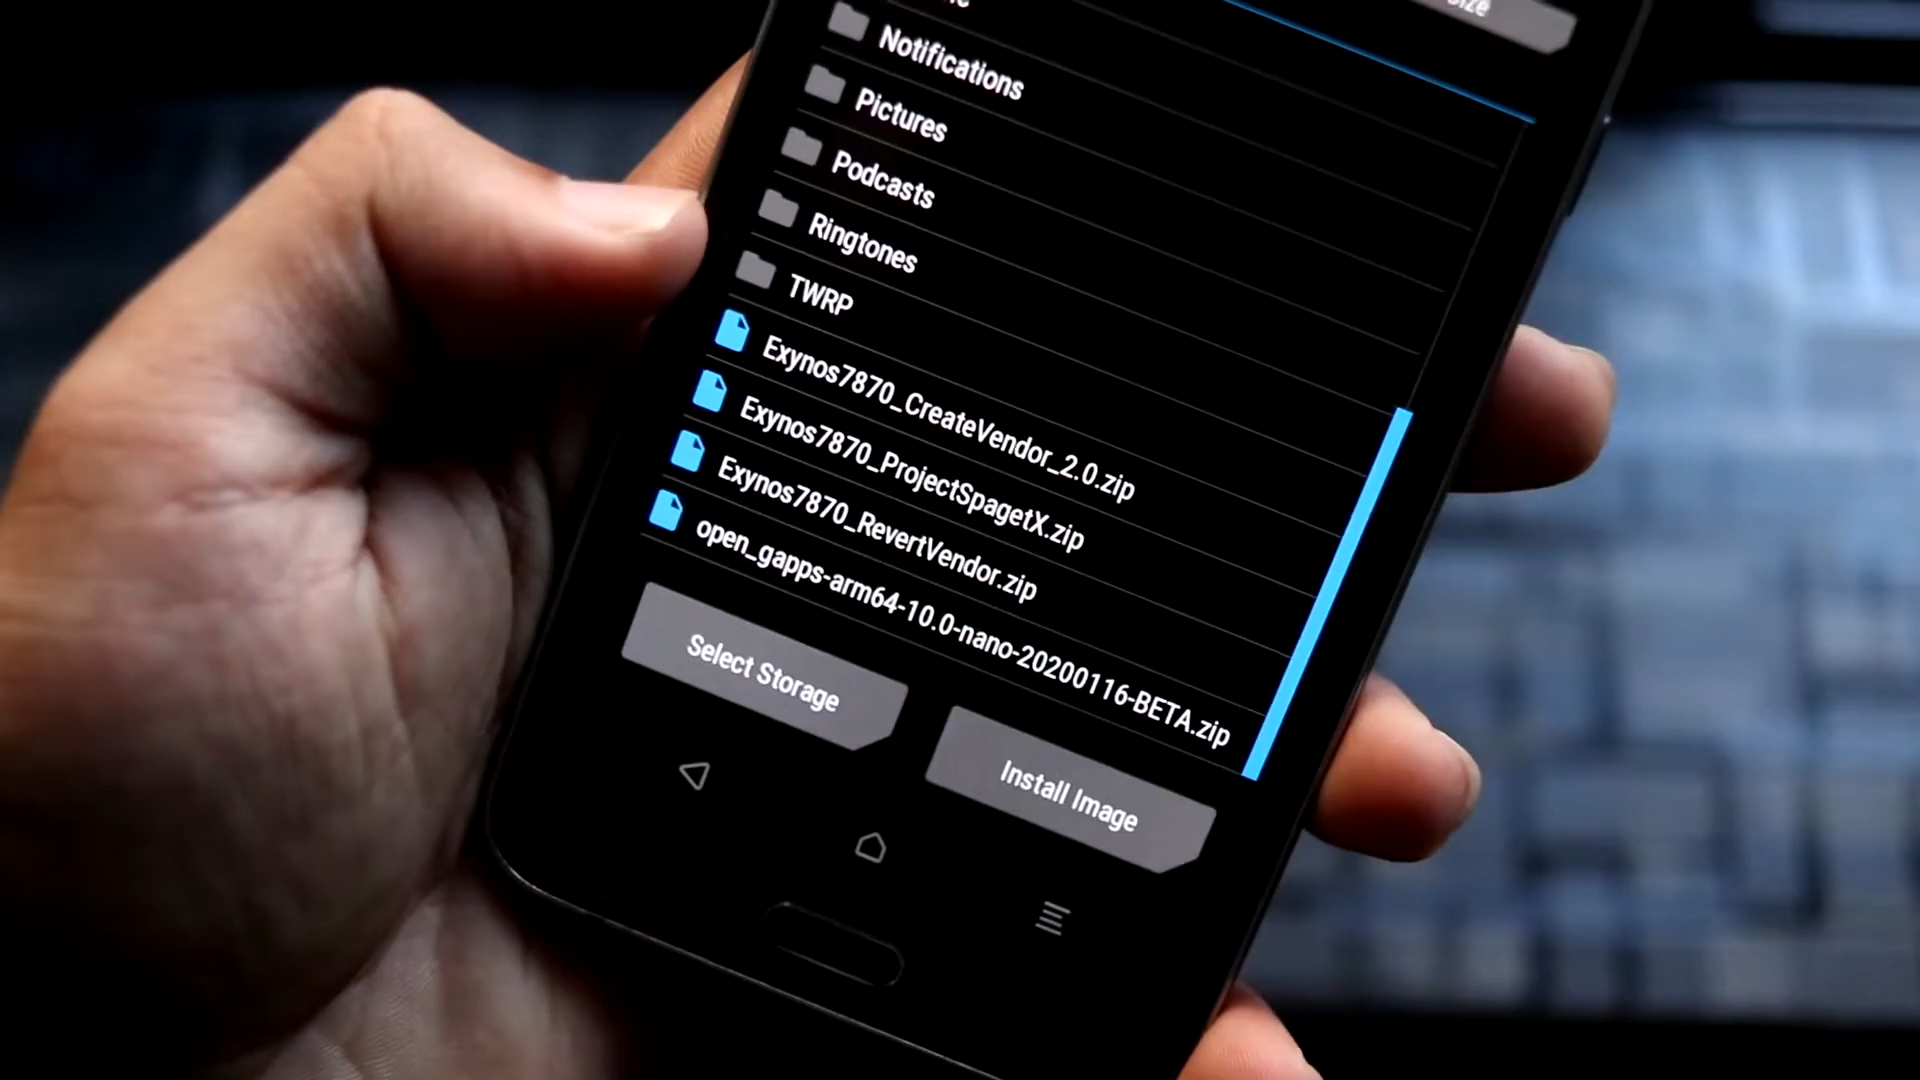 Notifications
Pictures
Podcasts
Ringtones
TWRP
Exynos7870_CreateVendor_2.0.zip
Exynos7870_ProjectSpagetX.zip
Exynos7870_RevertVendor.zip
open_gapps-arm64-10.0-nano-20200116-BETA.zip
Select Storage
Install Image